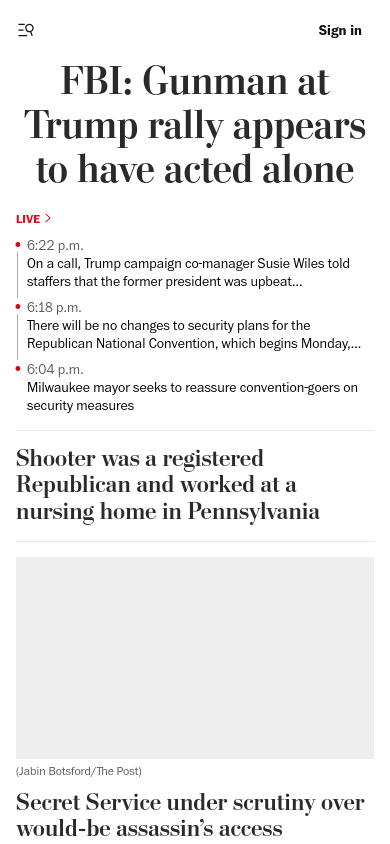 Sign in
FBI: Gunman at
Trump rally appears
to have acted alone
LIVE
6:22 p.m.
On a call, Trump campaign co-manager Susie Wiles told
staffers that the former president was upbeat...
6:18 p.m.
There will be no changes to security plans for the
Republican National Convention, which begins Monday,...
6:04 p.m.
Milwaukee mayor seeks to reassure convention-goers on
security measures
Shooter was a registered
Republican and worked at a
nursing home in Pennsylvania
(Jabin Botsford/The Post)
Secret Service under scrutiny over
would-be assassin’s access